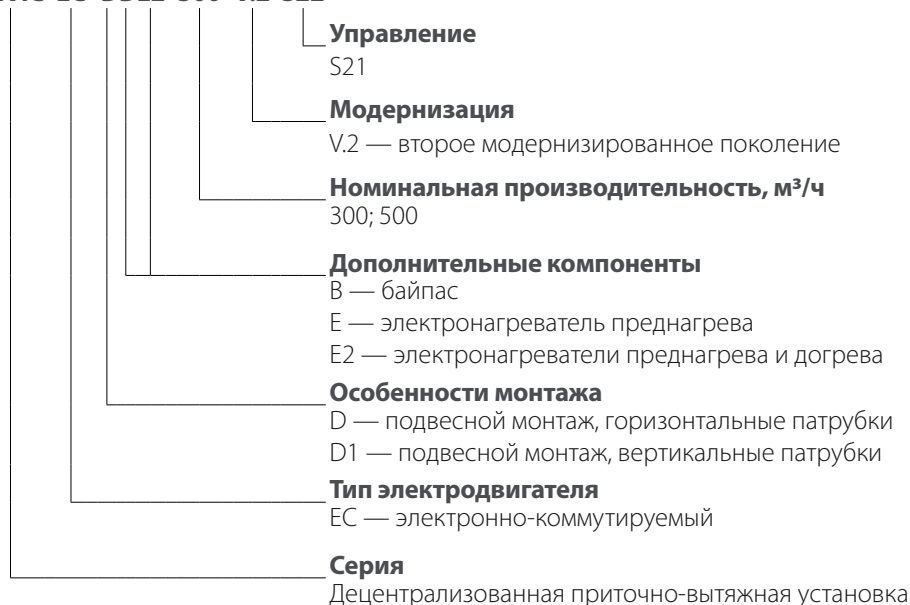 Управление
S21
Модернизация
V.2 — второе модернизированное поколение
Номинальная производительность, м³/ч
300; 500
Дополнительные компоненты
B — байпас
E — электронагреватель преднагрева
E2 — электронагреватели преднагрева и догрева
Особенности монтажа
D — подвесной монтаж, горизонтальные патрубки
D1 — подвесной монтаж, вертикальные патрубки
Тип электродвигателя
EC — электронно-коммутируемый
Серия
Децентрализованная приточно-вытяжная установка